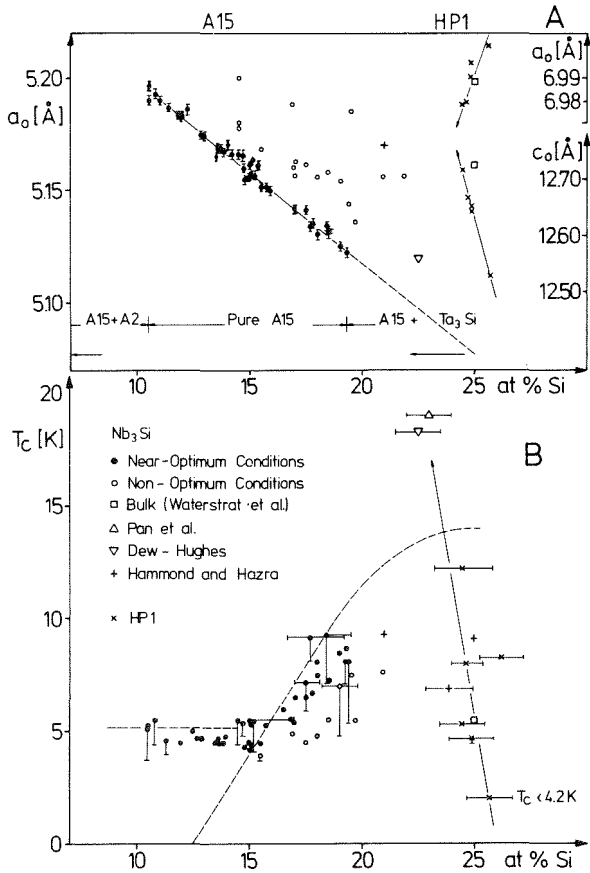 A15 HP1
A
5.20
a₀[Å]
5.15
5.10
a₀[Å]
6.99
6.98
c₀[Å]
12.70
12.60
12.50
A15+A2 Pure A15 A15 + Ta₃Si
10 15 20 25 at % Si
B
20
T_C [K]
15
10
5
0
Nb₃Si
Near-Optimum Conditions
Non-Optimum Conditions
Bulk (Waterstrat et al.)
Pan et al.
Dew-Hughes
Hammond and Hazra
HP1
T_C <4.2K
10 15 20 25 at % Si